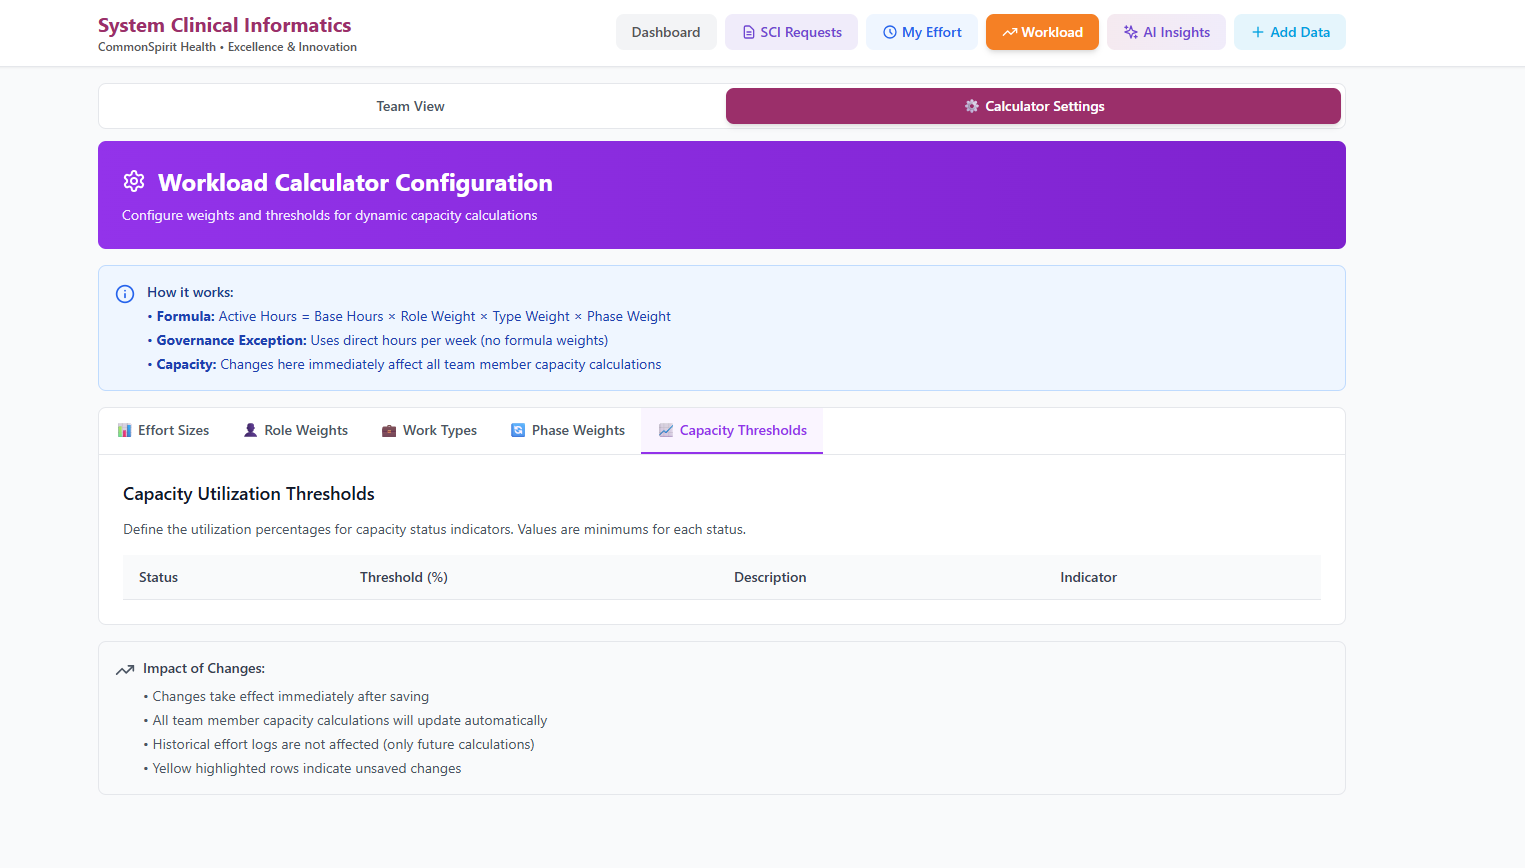 System Clinical Informatics
CommonSpirit Health • Excellence & Innovation
Dashboard
SCI Requests
My Effort
Workload
AI Insights
Add Data
Team View
Calculator Settings
Workload Calculator Configuration
Configure weights and thresholds for dynamic capacity calculations
How it works:
• Formula: Active Hours = Base Hours × Role Weight × Type Weight × Phase Weight
• Governance Exception: Uses direct hours per week (no formula weights)
• Capacity: Changes here immediately affect all team member capacity calculations
Effort Sizes
Role Weights
Work Types
Phase Weights
Capacity Thresholds
Capacity Utilization Thresholds
Define the utilization percentages for capacity status indicators. Values are minimums for each status.
Status Threshold (%) Description Indicator
Impact of Changes:
• Changes take effect immediately after saving
• All team member capacity calculations will update automatically
• Historical effort logs are not affected (only future calculations)
• Yellow highlighted rows indicate unsaved changes